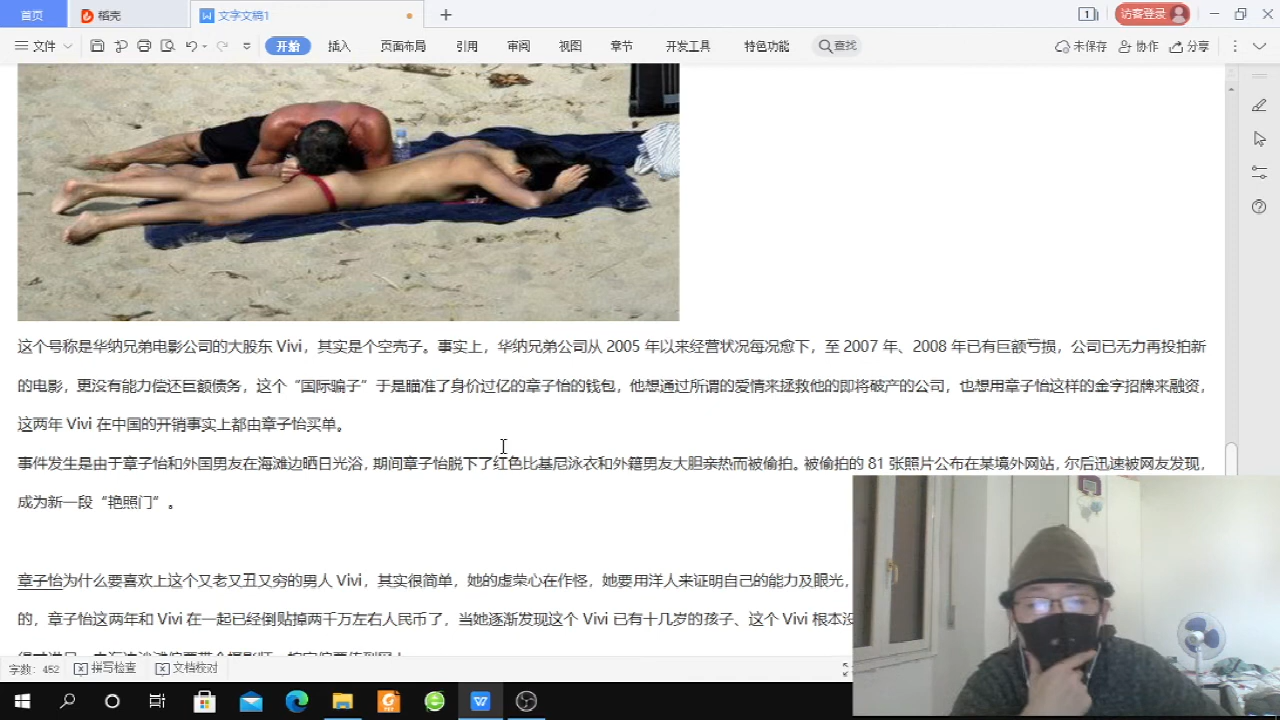 首页 稻壳 文字文稿1 + 1 访客登录
文件 开始 插入 页面布局 引用 审阅 视图 章节 开发工具 特色功能 查找 未保存 协作 分享
这个号称是华纳兄弟电影公司的大股东 Vivi，其实是个空壳子。事实上，华纳兄弟公司从 2005 年以来经营状况每况愈下，至 2007 年、2008 年已有巨额亏损，公司已无力再投拍新
的电影，更没有能力偿还巨额债务，这个“国际骗子”于是瞄准了身价过亿的章子怡的钱包，他想通过所谓的爱情来拯救他的即将破产的公司，也想用章子怡这样的金字招牌来融资，
这两年 Vivi 在中国的开销事实上都由章子怡买单。
事件发生是由于章子怡和外国男友在海滩边晒日光浴，期间章子怡脱下了红色比基尼泳衣和外籍男友大胆亲热而被偷拍。被偷拍的 81 张照片公布在某境外网站，尔后迅速被网友发现，
成为新一段“艳照门”。
章子怡为什么要喜欢上这个又老又丑又穷的男人 Vivi，其实很简单，她的虚荣心在作怪，她要用洋人来证明自己的能力及眼光，
的，章子怡这两年和 Vivi 在一起已经倒贴掉两千万左右人民币了，当她逐渐发现这个 Vivi 已有十几岁的孩子、这个 Vivi 根本没
字数: 452 拼写检查 文档校对